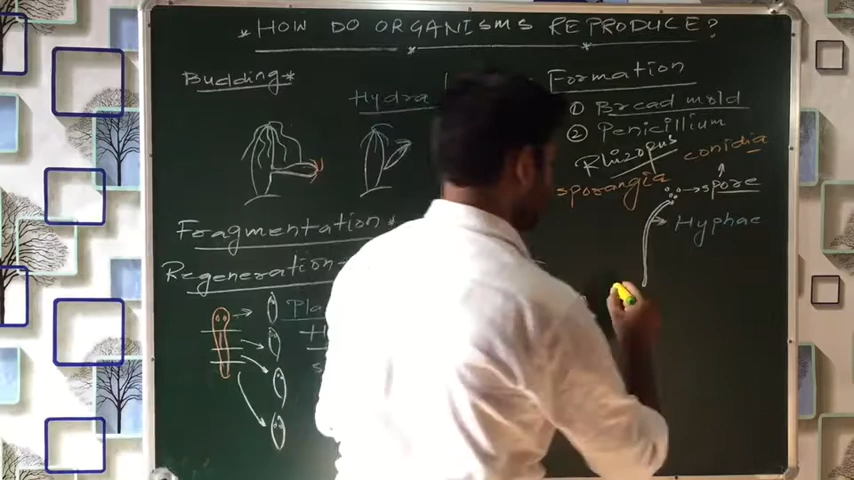 * HOW DO ORGANISMS REPRODUCE?
Budding *
Hydra
Fragmentation *
Regeneration
Formation
① Bread mold
② Penicillium
Rhizopus
conidia
sporangia
spore
Hyphae